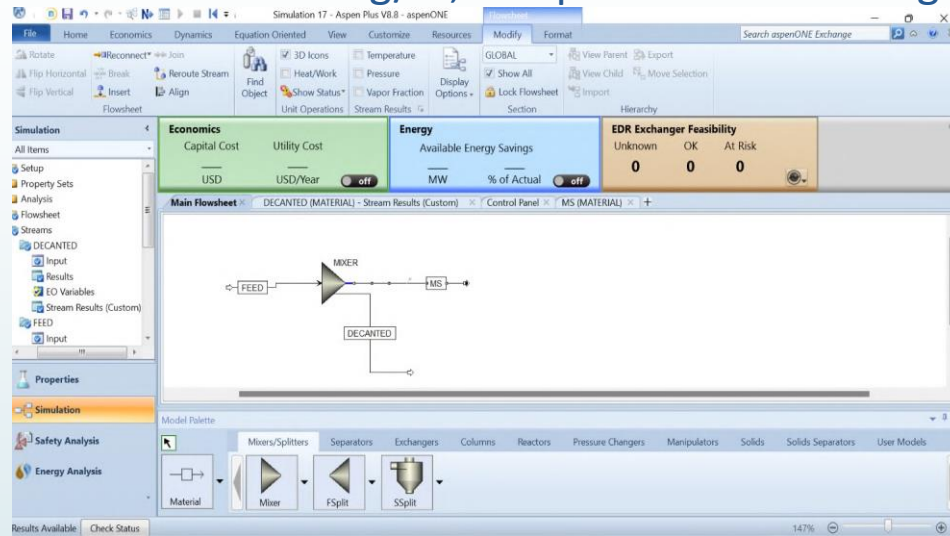 Simulation 17 - Aspen Plus V8.8 - aspenONE
Flowsheet
File Home Economics Dynamics Equation Oriented View Customize Resources Modify Format
Search aspenONE Exchange
Rotate Reconnect* Join 3D Icons Temperature GLOBAL View Parent Export
Flip Horizontal Break Reroute Stream Heat/Work Pressure Show All View Child Move Selection
Flip Vertical Insert Align Find Object Show Status* Vapor Fraction Display Options Lock Flowsheet Import
Flowsheet Unit Operations Stream Results Section Hierarchy
Simulation
All Items
Setup
Property Sets
Analysis
Flowsheet
Streams
DECANTED
Input
Results
EO Variables
Stream Results (Custom)
FEED
Input
Properties
Simulation
Safety Analysis
Energy Analysis
Economics
Capital Cost Utility Cost
USD USD/Year off
Energy
Available Energy Savings
MW % of Actual off
EDR Exchanger Feasibility
Unknown OK At Risk
0 0 0
Main Flowsheet DECANTED (MATERIAL) - Stream Results (Custom) Control Panel MS (MATERIAL) +
MIXER
FEED
MS
DECANTED
Model Palette
Mixers/Splitters Separators Exchangers Columns Reactors Pressure Changers Manipulators Solids Solids Separators User Models
Material Mixer FSplit SSplit
Results Available Check Status
147%